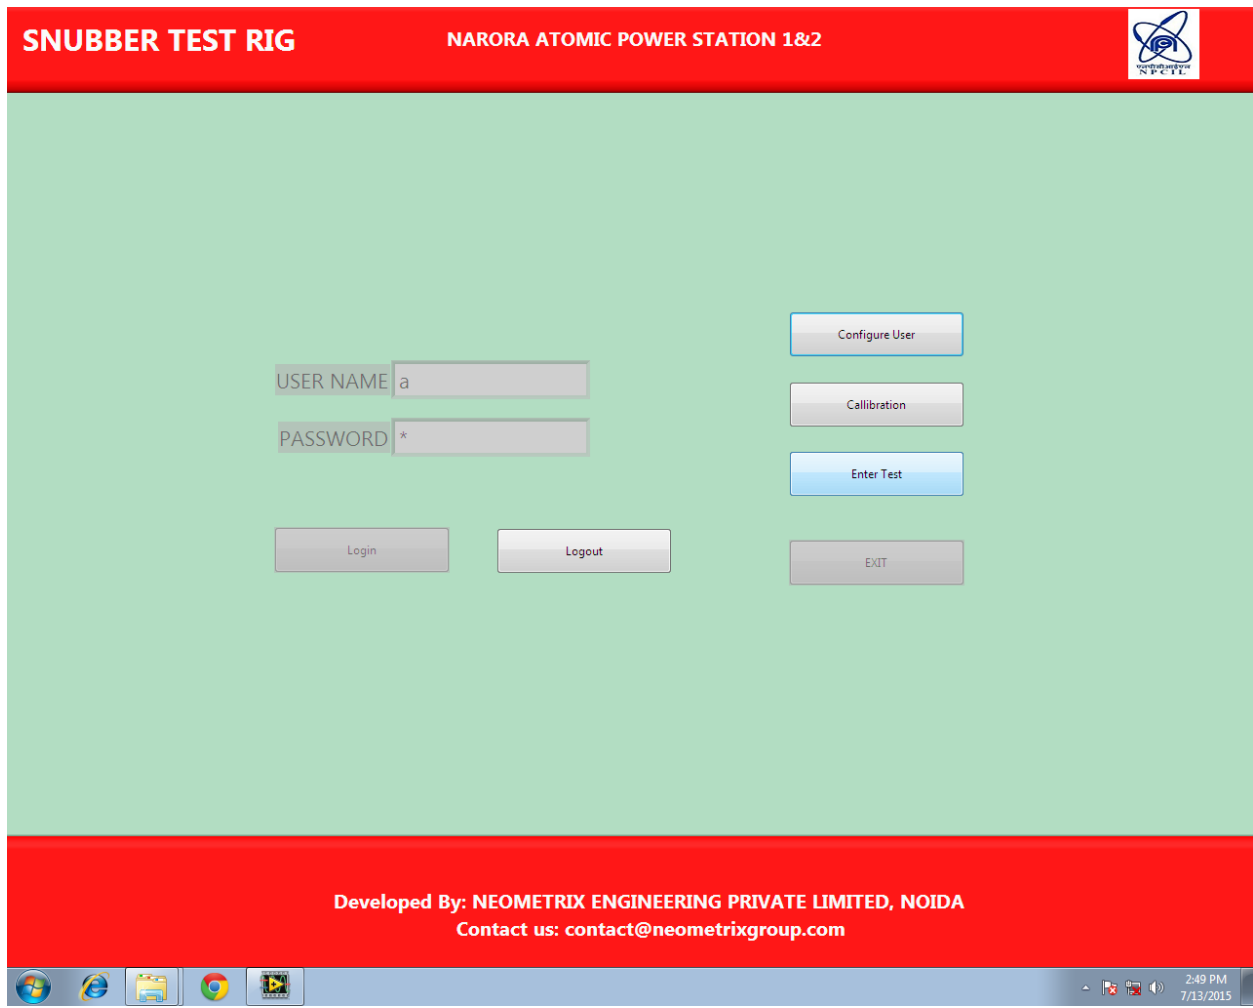 SNUBBER TEST RIG
NARORA ATOMIC POWER STATION 1&2
एनपीसीआईएल
NPCIL
Configure User
USER NAME a
Callibration
PASSWORD *
Enter Test
Login
Logout
EXIT
Developed By: NEOMETRIX ENGINEERING PRIVATE LIMITED, NOIDA
Contact us: contact@neometrixgroup.com
2:49 PM
7/13/2015